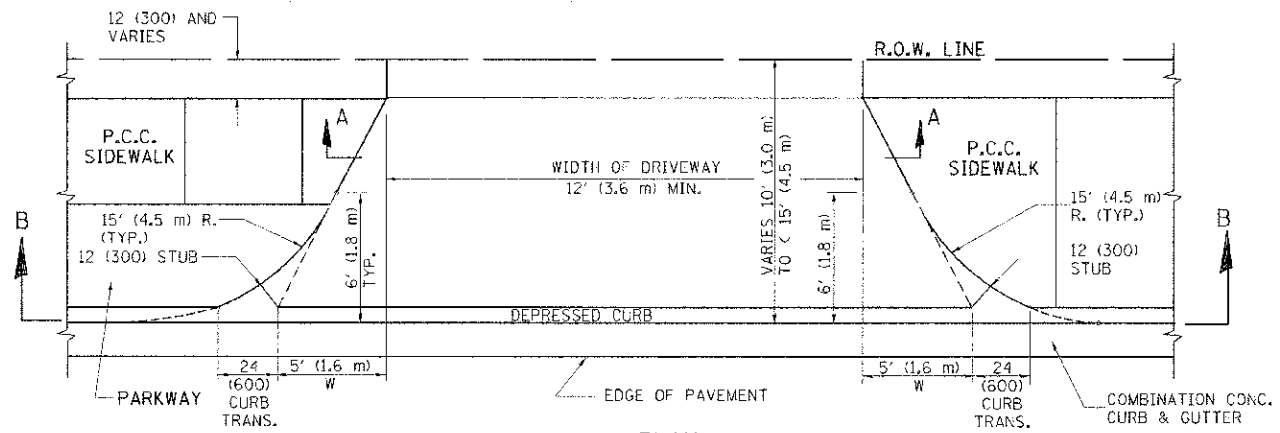 12 (300) AND
VARIES
R.O.W. LINE
A
A
P.C.C.
SIDEWALK
P.C.C.
SIDEWALK
WIDTH OF DRIVEWAY
12' (3.6 m) MIN.
VARIES 10' (3.0 m)
TO < 15' (4.5 m)
15' (4.5 m) R.
(TYP.)
12 (300) STUB
6' (1.8 m)
TYP.
6' (1.8 m)
15' (4.5 m)
R. (TYP.)
12 (300)
STUB
B
B
DEPRESSED CURB
24
(600)
CURB
TRANS.
5' (1.6 m)
W
5' (1.6 m)
W
24
(600)
CURB
TRANS.
PARKWAY
EDGE OF PAVEMENT
COMBINATION CONC.
CURB & GUTTER